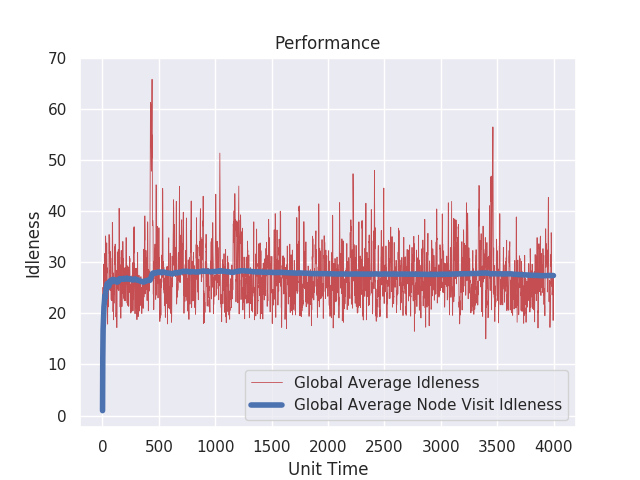 Performance
Idleness
70
60
50
40
30
20
10
0
Global Average Idleness
Global Average Node Visit Idleness
0 500 1000 1500 2000 2500 3000 3500 4000
Unit Time